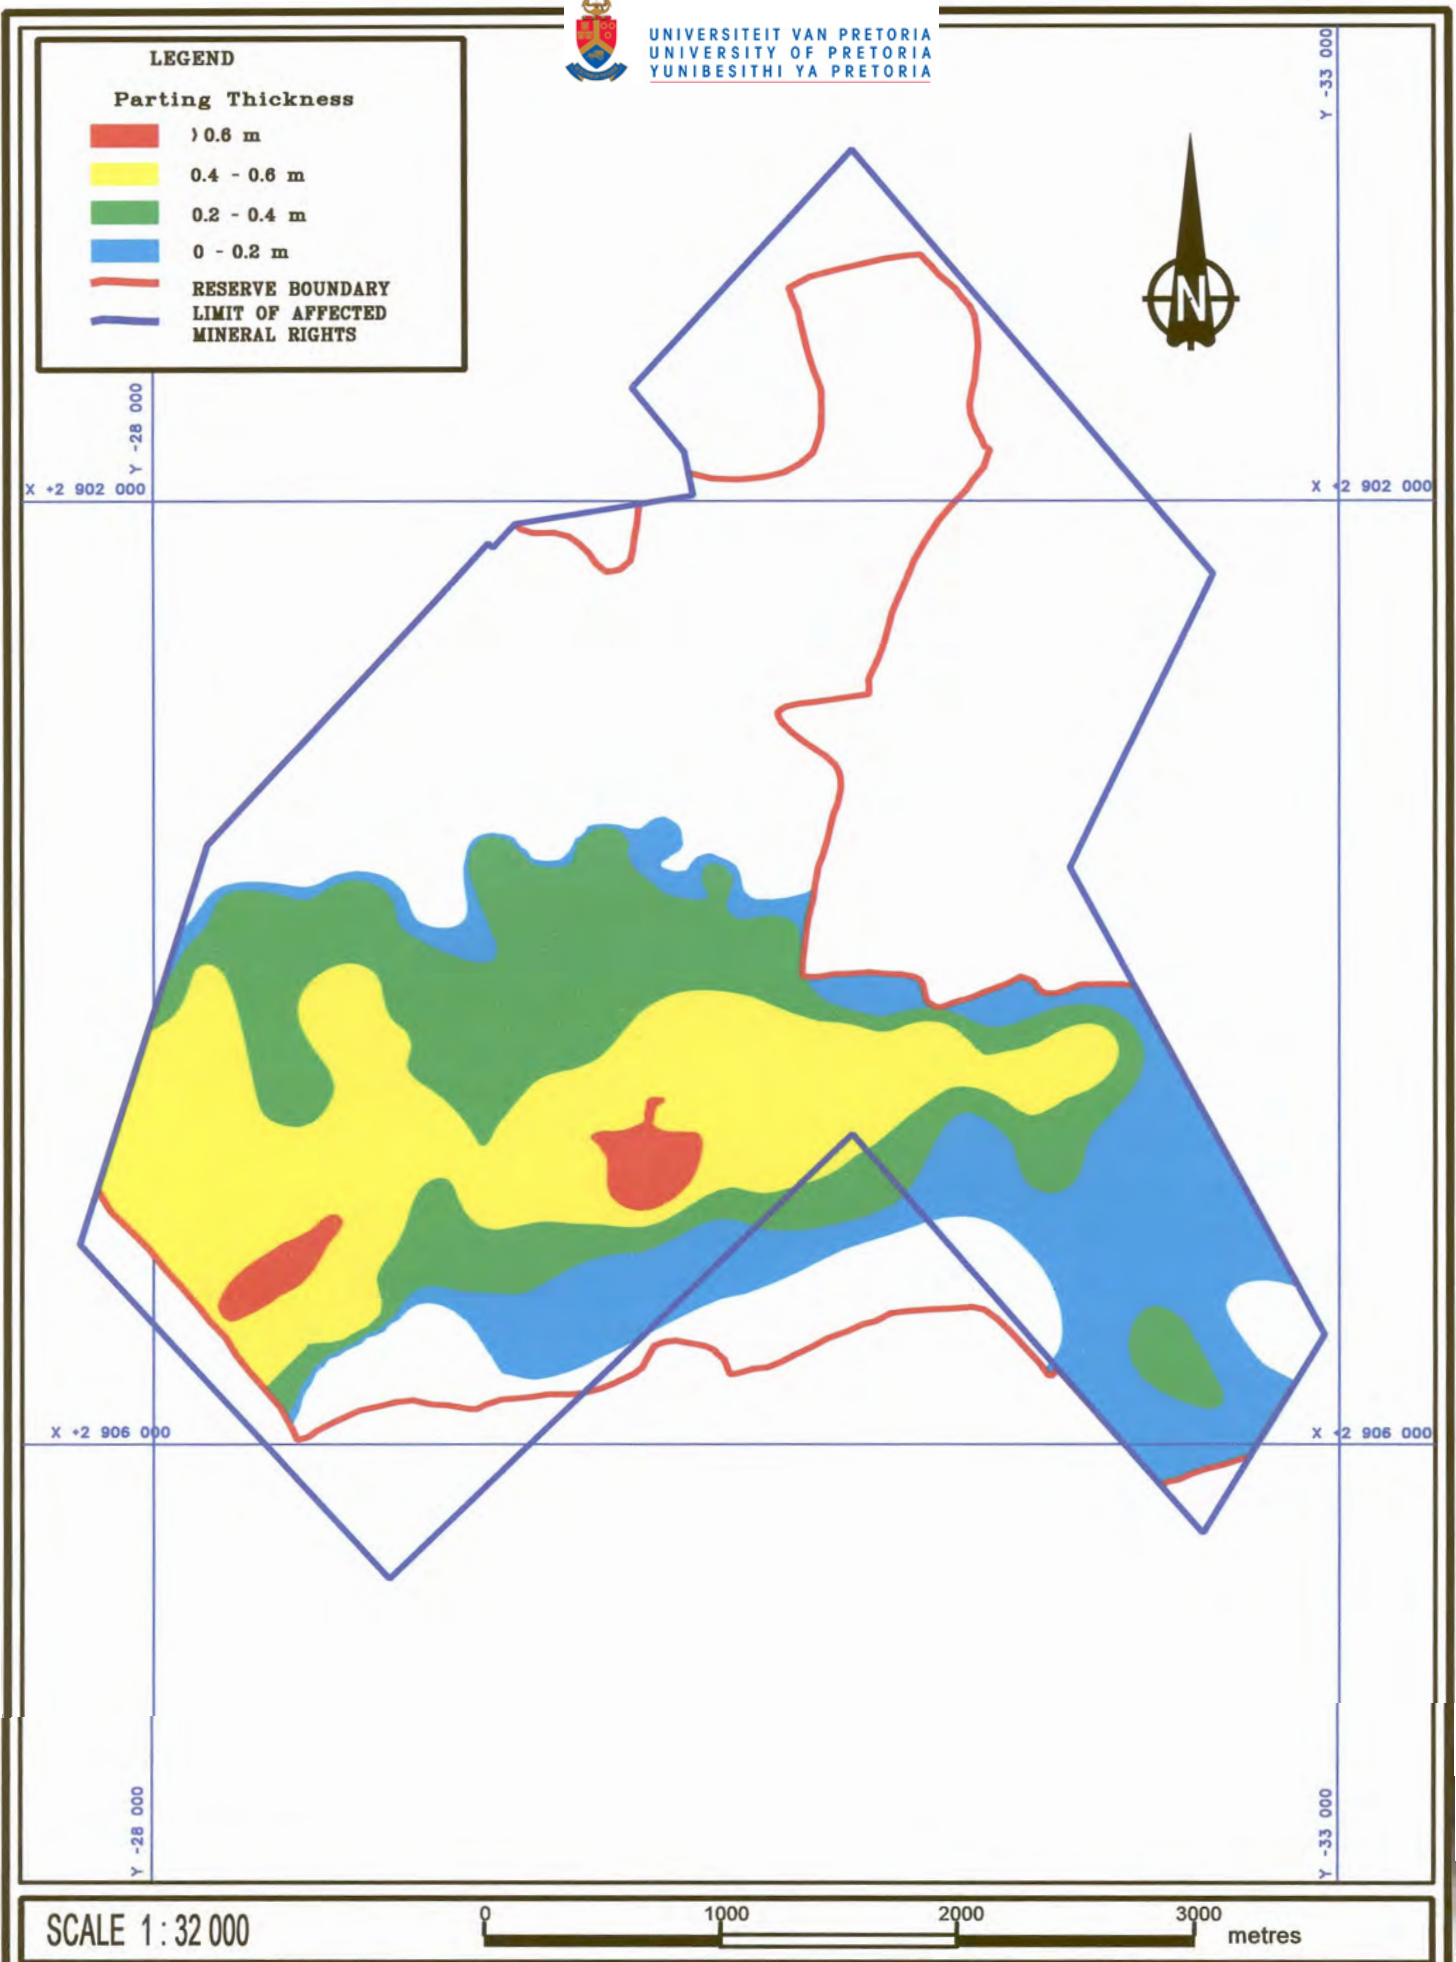 UNIVERSITEIT VAN PRETORIA
UNIVERSITY OF PRETORIA
YUNIBESITHI YA PRETORIA
LEGEND
Parting Thickness
> 0.6 m
0.4 - 0.6 m
0.2 - 0.4 m
0 - 0.2 m
RESERVE BOUNDARY
LIMIT OF AFFECTED
MINERAL RIGHTS
Y -33 000
N
Y -28 000
X +2 902 000
X +2 902 000
X +2 906 000
X +2 906 000
Y -28 000
Y -33 000
SCALE 1 : 32 000
0 1000 2000 3000
metres